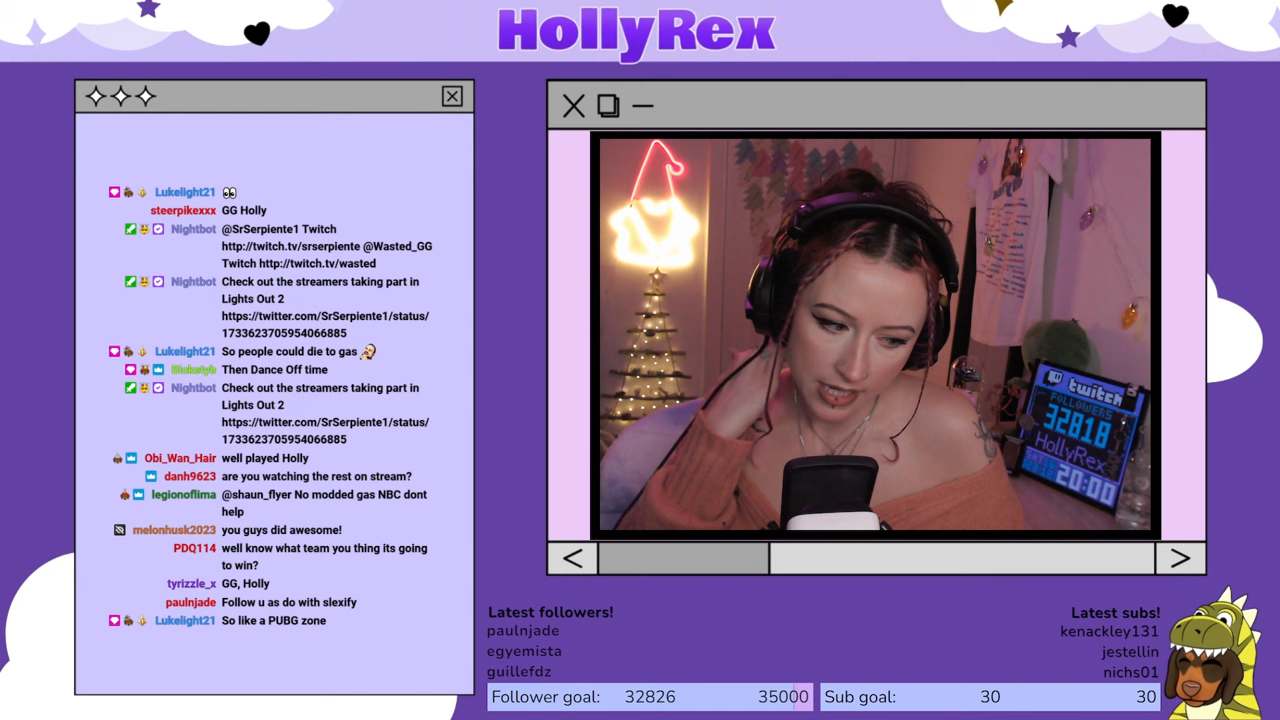 HollyRex
Lukelight21
steerpikexxx GG Holly
Nightbot @SrSerpiente1 Twitch
http://twitch.tv/srserpiente @Wasted_GG
Twitch http://twitch.tv/wasted
Nightbot Check out the streamers taking part in
Lights Out 2
https://twitter.com/SrSerpiente1/status/
1733623705954066885
Lukelight21 So people could die to gas
Then Dance Off time
Nightbot Check out the streamers taking part in
Lights Out 2
https://twitter.com/SrSerpiente1/status/
1733623705954066885
Obi_Wan_Hair well played Holly
danh9623 are you watching the rest on stream?
legionoflima @shaun_flyer No modded gas NBC dont
help
melonhusk2023 you guys did awesome!
PDQ114 well know what team you thing its going
to win?
tyrizzle_x GG, Holly
paulnjade Follow u as do with slexify
Lukelight21 So like a PUBG zone
twitch
FOLLOWERS
32818
HollyRex
20:00
Latest followers!
paulnjade
egyemista
guillefdz
Latest subs!
kenackley131
jestellin
nichs01
Follower goal: 32826 35000
Sub goal: 30 30